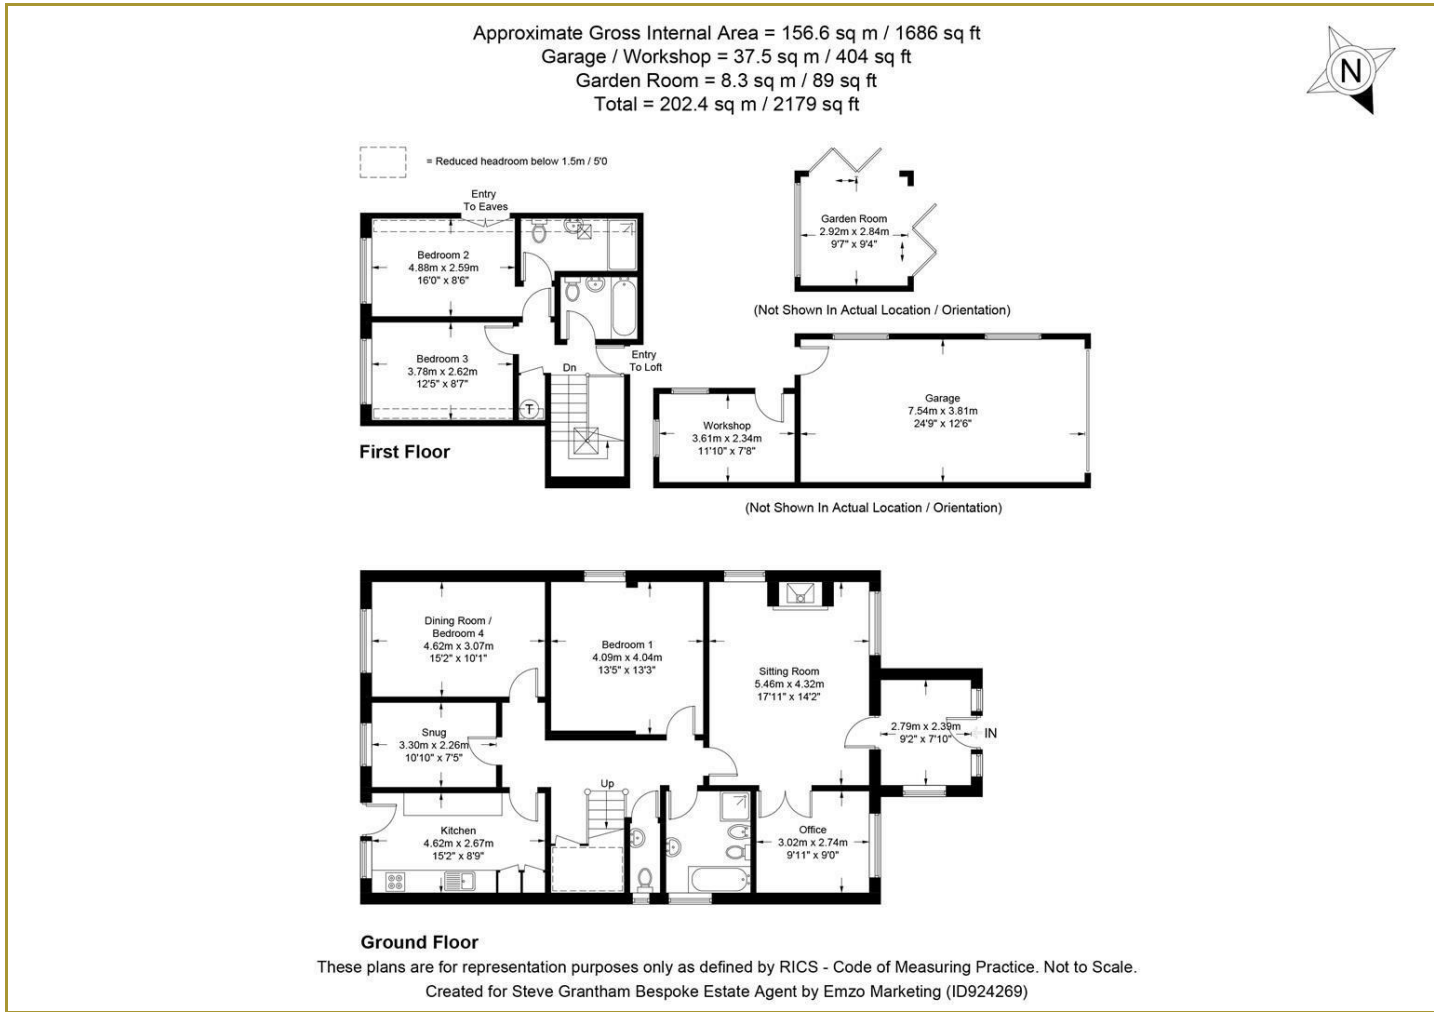 Approximate Gross Internal Area = 156.6 sq m / 1686 sq ft
Garage / Workshop = 37.5 sq m / 404 sq ft
Garden Room = 8.3 sq m / 89 sq ft
Total = 202.4 sq m / 2179 sq ft
N
= Reduced headroom below 1.5m / 5'0
Entry
To Eaves
Bedroom 2
4.88m x 2.59m
16'0" x 8'6"
Bedroom 3
3.78m x 2.62m
12'5" x 8'7"
T
Dn
Entry
To Loft
First Floor
Garden Room
2.92m x 2.84m
9'7" x 9'4"
(Not Shown In Actual Location / Orientation)
Workshop
3.61m x 2.34m
11'10" x 7'8"
Garage
7.54m x 3.81m
24'9" x 12'6"
(Not Shown In Actual Location / Orientation)
Dining Room /
Bedroom 4
4.62m x 3.07m
15'2" x 10'1"
Bedroom 1
4.09m x 4.04m
13'5" x 13'3"
Sitting Room
5.46m x 4.32m
17'11" x 14'2"
2.79m x 2.39m
9'2" x 7'10"
IN
Snug
3.30m x 2.26m
10'10" x 7'5"
Up
Kitchen
4.62m x 2.67m
15'2" x 8'9"
Office
3.02m x 2.74m
9'11" x 9'0"
Ground Floor
These plans are for representation purposes only as defined by RICS - Code of Measuring Practice. Not to Scale.
Created for Steve Grantham Bespoke Estate Agent by Emzo Marketing (ID924269)